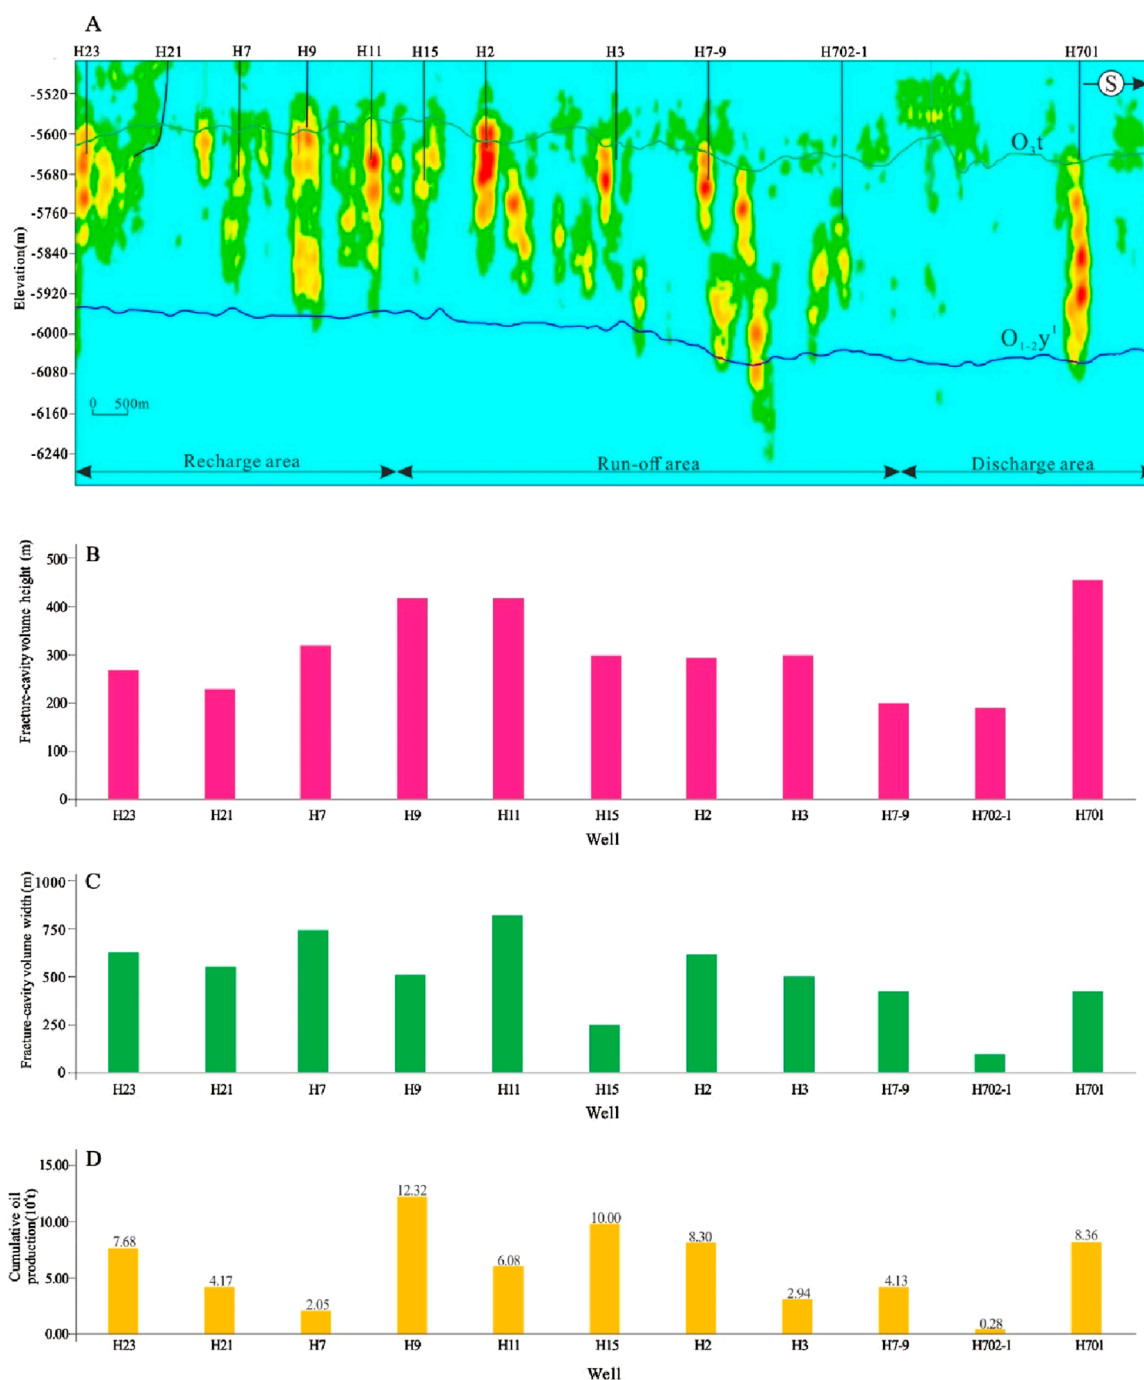 A
H23 H21 H7 H9 H11 H15 H2 H3 H7-9 H702-1 H701
S
-5520
-5600
-5680
-5760
-5840
-5920
-6000
-6080
-6160
-6240
Elevation(m)
O₃t
O₁₋₂y¹
0 500m
Recharge area Run-off area Discharge area
B
Fracture-cavity volume height (m)
500
400
300
200
100
0
H23 H21 H7 H9 H11 H15 H2 H3 H7-9 H702-1 H701
Well
C
Fracture-cavity volume width (m)
1000
750
500
250
0
H23 H21 H7 H9 H11 H15 H2 H3 H7-9 H702-1 H701
Well
D
Cumulative oil
production(10⁴t)
15.00
10.00
5.00
0.00
7.68 4.17 2.05 12.32 6.08 10.00 8.30 2.94 4.13 0.28 8.36
H23 H21 H7 H9 H11 H15 H2 H3 H7-9 H702-1 H701
Well